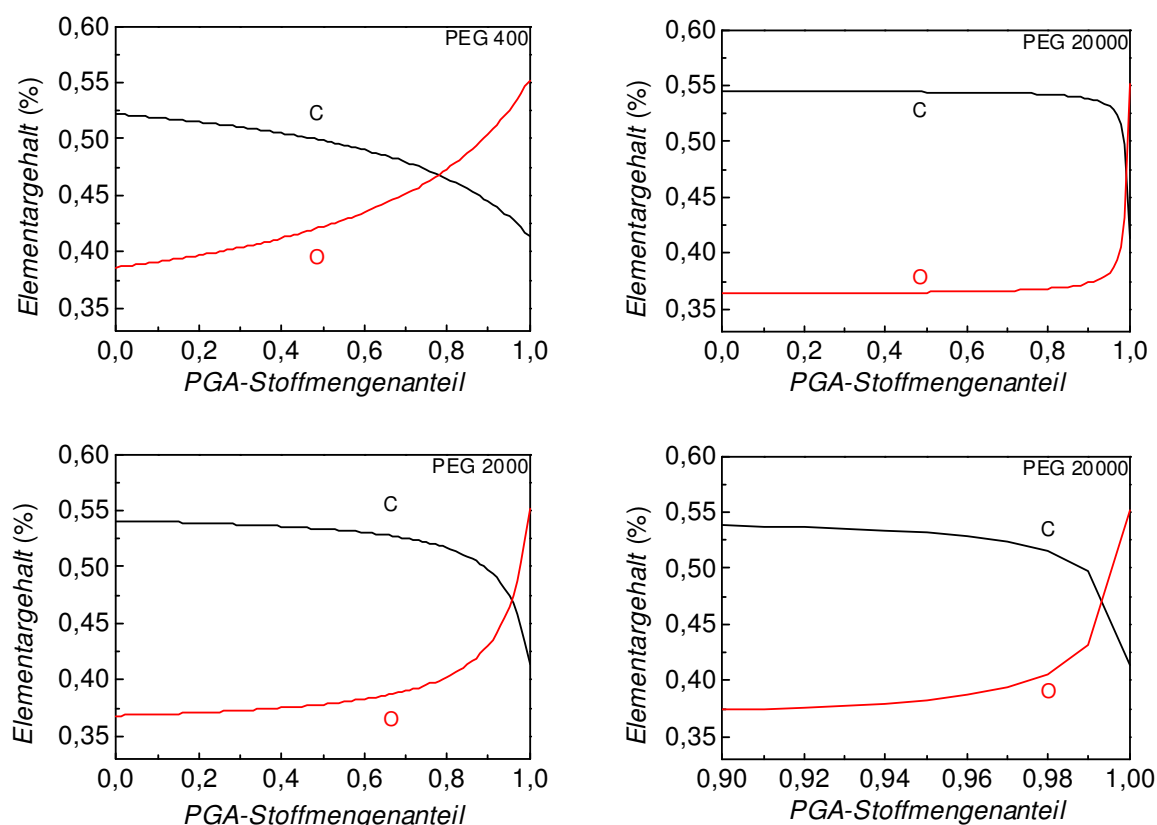 PEG 400
0,60
0,55
0,50
0,45
0,40
0,35
Elementargehalt (%)
C
O
0,0 0,2 0,4 0,6 0,8 1,0
PGA-Stoffmengenanteil
PEG 20000
0,60
0,55
0,50
0,45
0,40
0,35
Elementargehalt (%)
C
O
0,0 0,2 0,4 0,6 0,8 1,0
PGA-Stoffmengenanteil
PEG 2000
0,60
0,55
0,50
0,45
0,40
0,35
Elementargehalt (%)
C
O
0,0 0,2 0,4 0,6 0,8 1,0
PGA-Stoffmengenanteil
PEG 20000
0,60
0,55
0,50
0,45
0,40
0,35
Elementargehalt (%)
C
O
0,90 0,92 0,94 0,96 0,98 1,00
PGA-Stoffmengenanteil